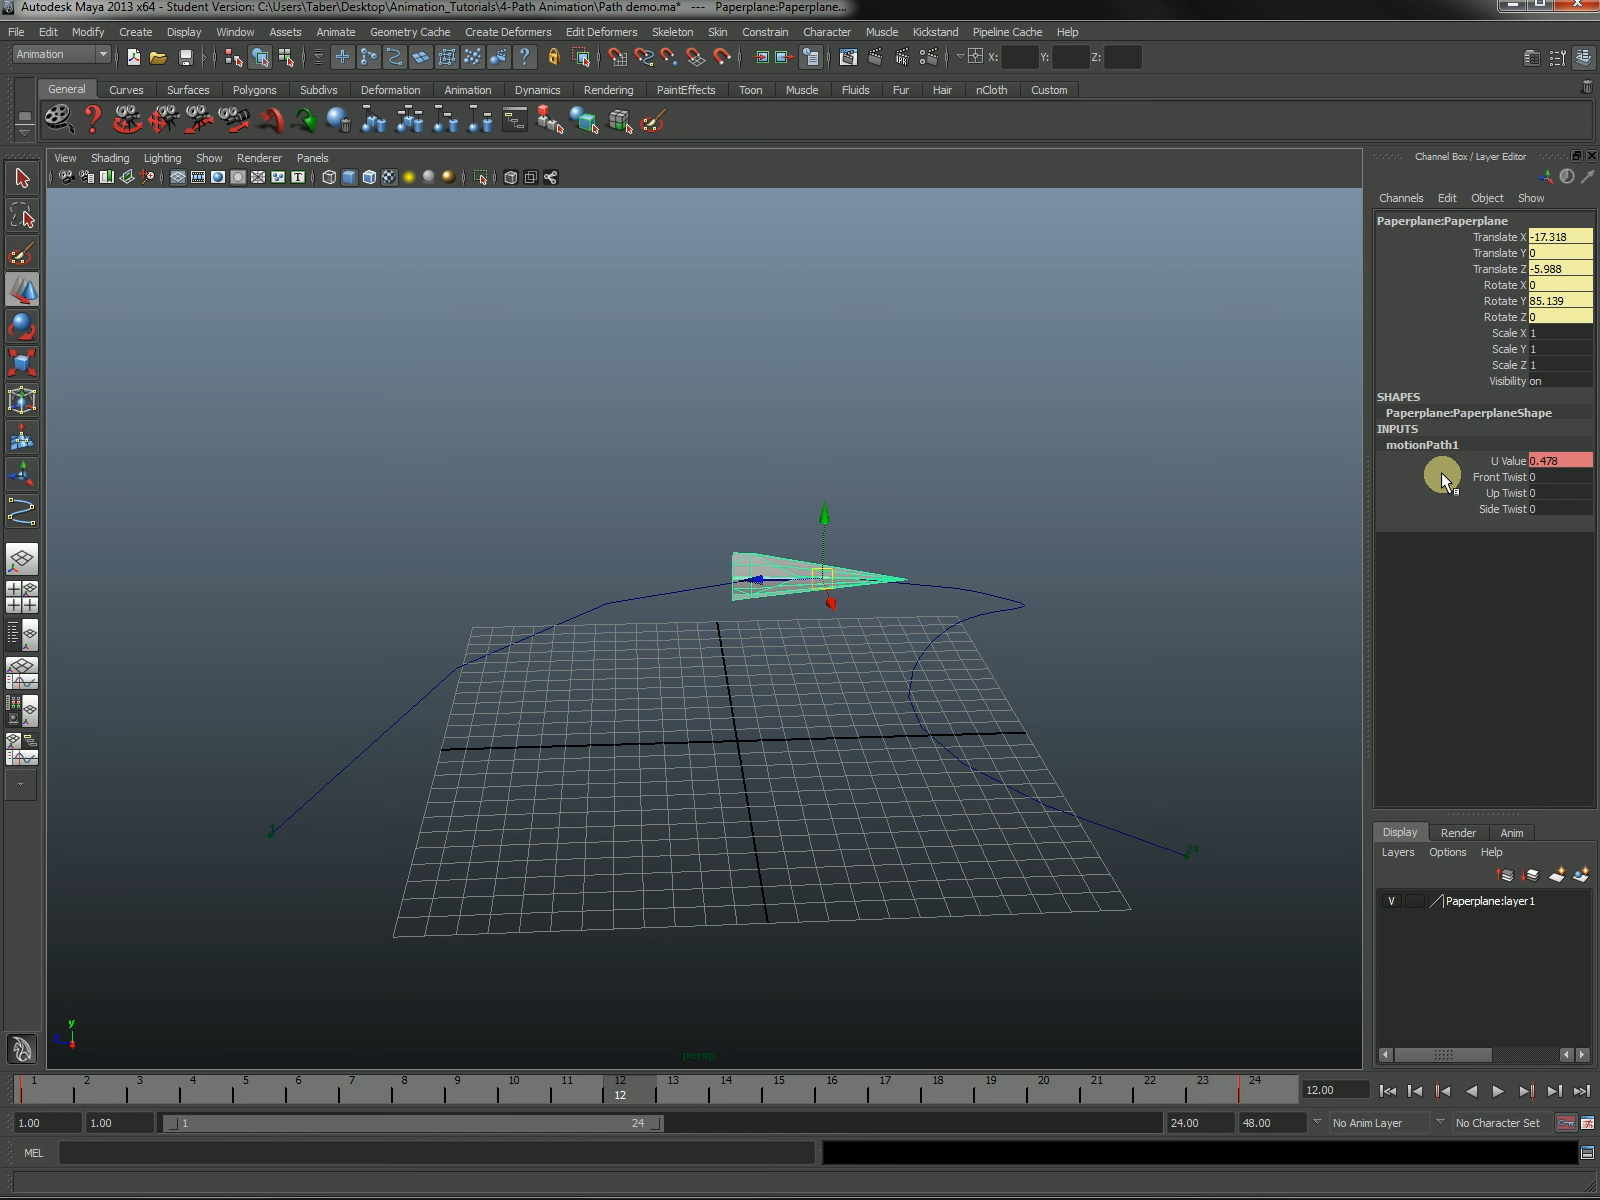 Autodesk Maya 2013 x64 - Student Version: C:\Users\Taber\Desktop\Animation_Tutorials\4-Path Animation\Path demo.ma* --- Paperplane:Paperplane...
File Edit Modify Create Display Window Assets Animate Geometry Cache Create Deformers Edit Deformers Skeleton Skin Constrain Character Muscle Kickstand Pipeline Cache Help
Animation X: Y: Z:
General Curves Surfaces Polygons Subdivs Deformation Animation Dynamics Rendering PaintEffects Toon Muscle Fluids Fur Hair nCloth Custom
View Shading Lighting Show Renderer Panels
Channel Box / Layer Editor
Channels Edit Object Show
Paperplane:Paperplane
Translate X -17.318
Translate Y 0
Translate Z -5.988
Rotate X 0
Rotate Y 85.139
Rotate Z 0
Scale X 1
Scale Y 1
Scale Z 1
Visibility on
SHAPES
Paperplane:PaperplaneShape
INPUTS
motionPath1
U Value 0.478
Front Twist 0
Up Twist 0
Side Twist 0
1
24
y
persp
Display Render Anim
Layers Options Help
V Paperplane:layer1
1 2 3 4 5 6 7 8 9 10 11 12 13 14 15 16 17 18 19 20 21 22 23 24
12
12.00
1.00 1.00 1 24 24.00 48.00 No Anim Layer No Character Set
MEL